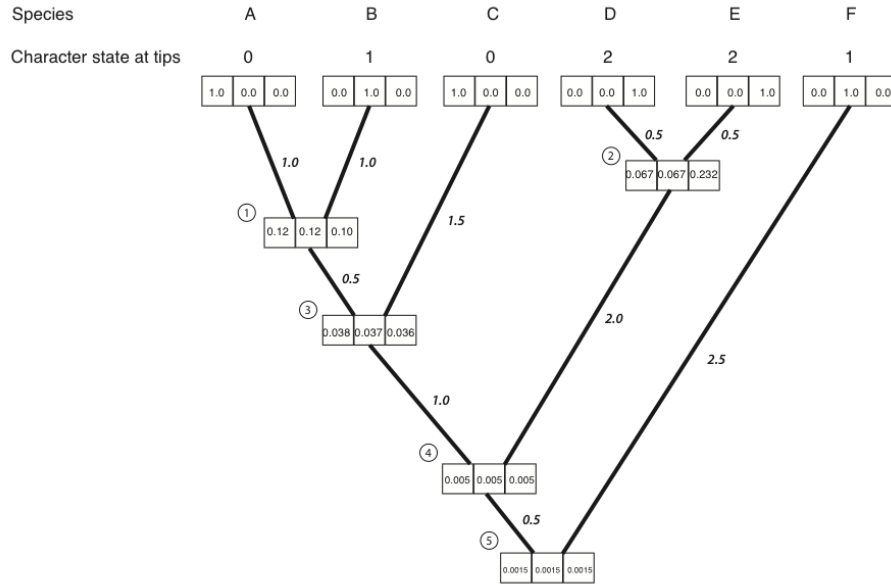 Species A B C D E F
Character state at tips 0 1 0 2 2 1
1.0 0.0 0.0 0.0 1.0 0.0 1.0 0.0 0.0 0.0 0.0 1.0 0.0 0.0 1.0 0.0 1.0 0.0
0.5 0.5
1.0 1.0 2 0.067 0.067 0.232
1 0.12 0.12 0.10 1.5
0.5
3 0.038 0.037 0.036 2.0
2.5
1.0
4 0.005 0.005 0.005
0.5
5 0.0015 0.0015 0.0015